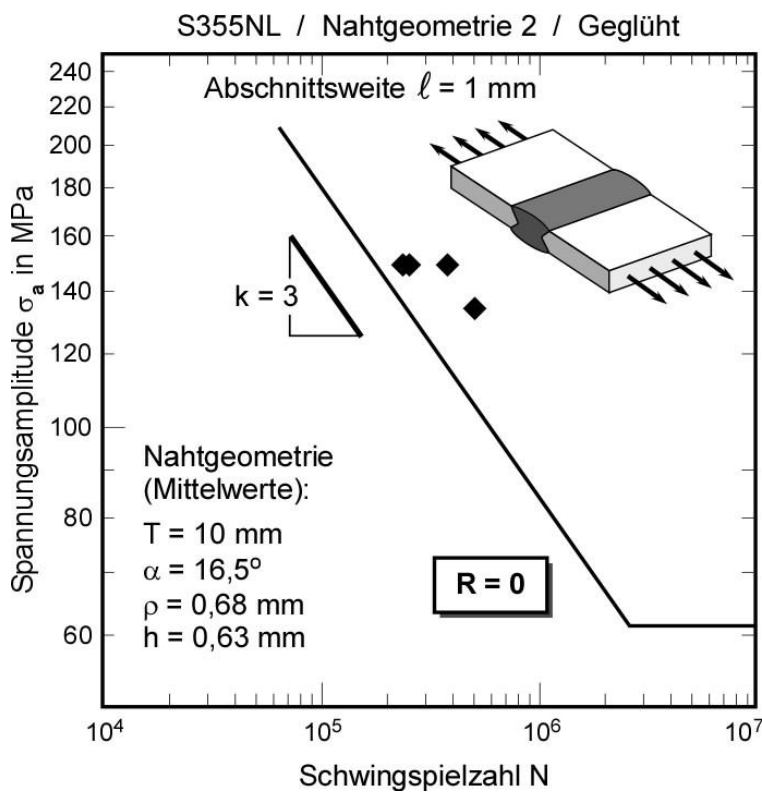 S355NL / Nahtgeometrie 2 / Geglüht
Abschnittsweite ℓ = 1 mm
240
220
200
180
160
140
120
100
80
60
Spannungsamplitude σa in MPa
k = 3
Nahtgeometrie
(Mittelwerte):
T = 10 mm
α = 16,5º
ρ = 0,68 mm
h = 0,63 mm
R = 0
10⁴
10⁵
10⁶
10⁷
Schwingspielzahl N